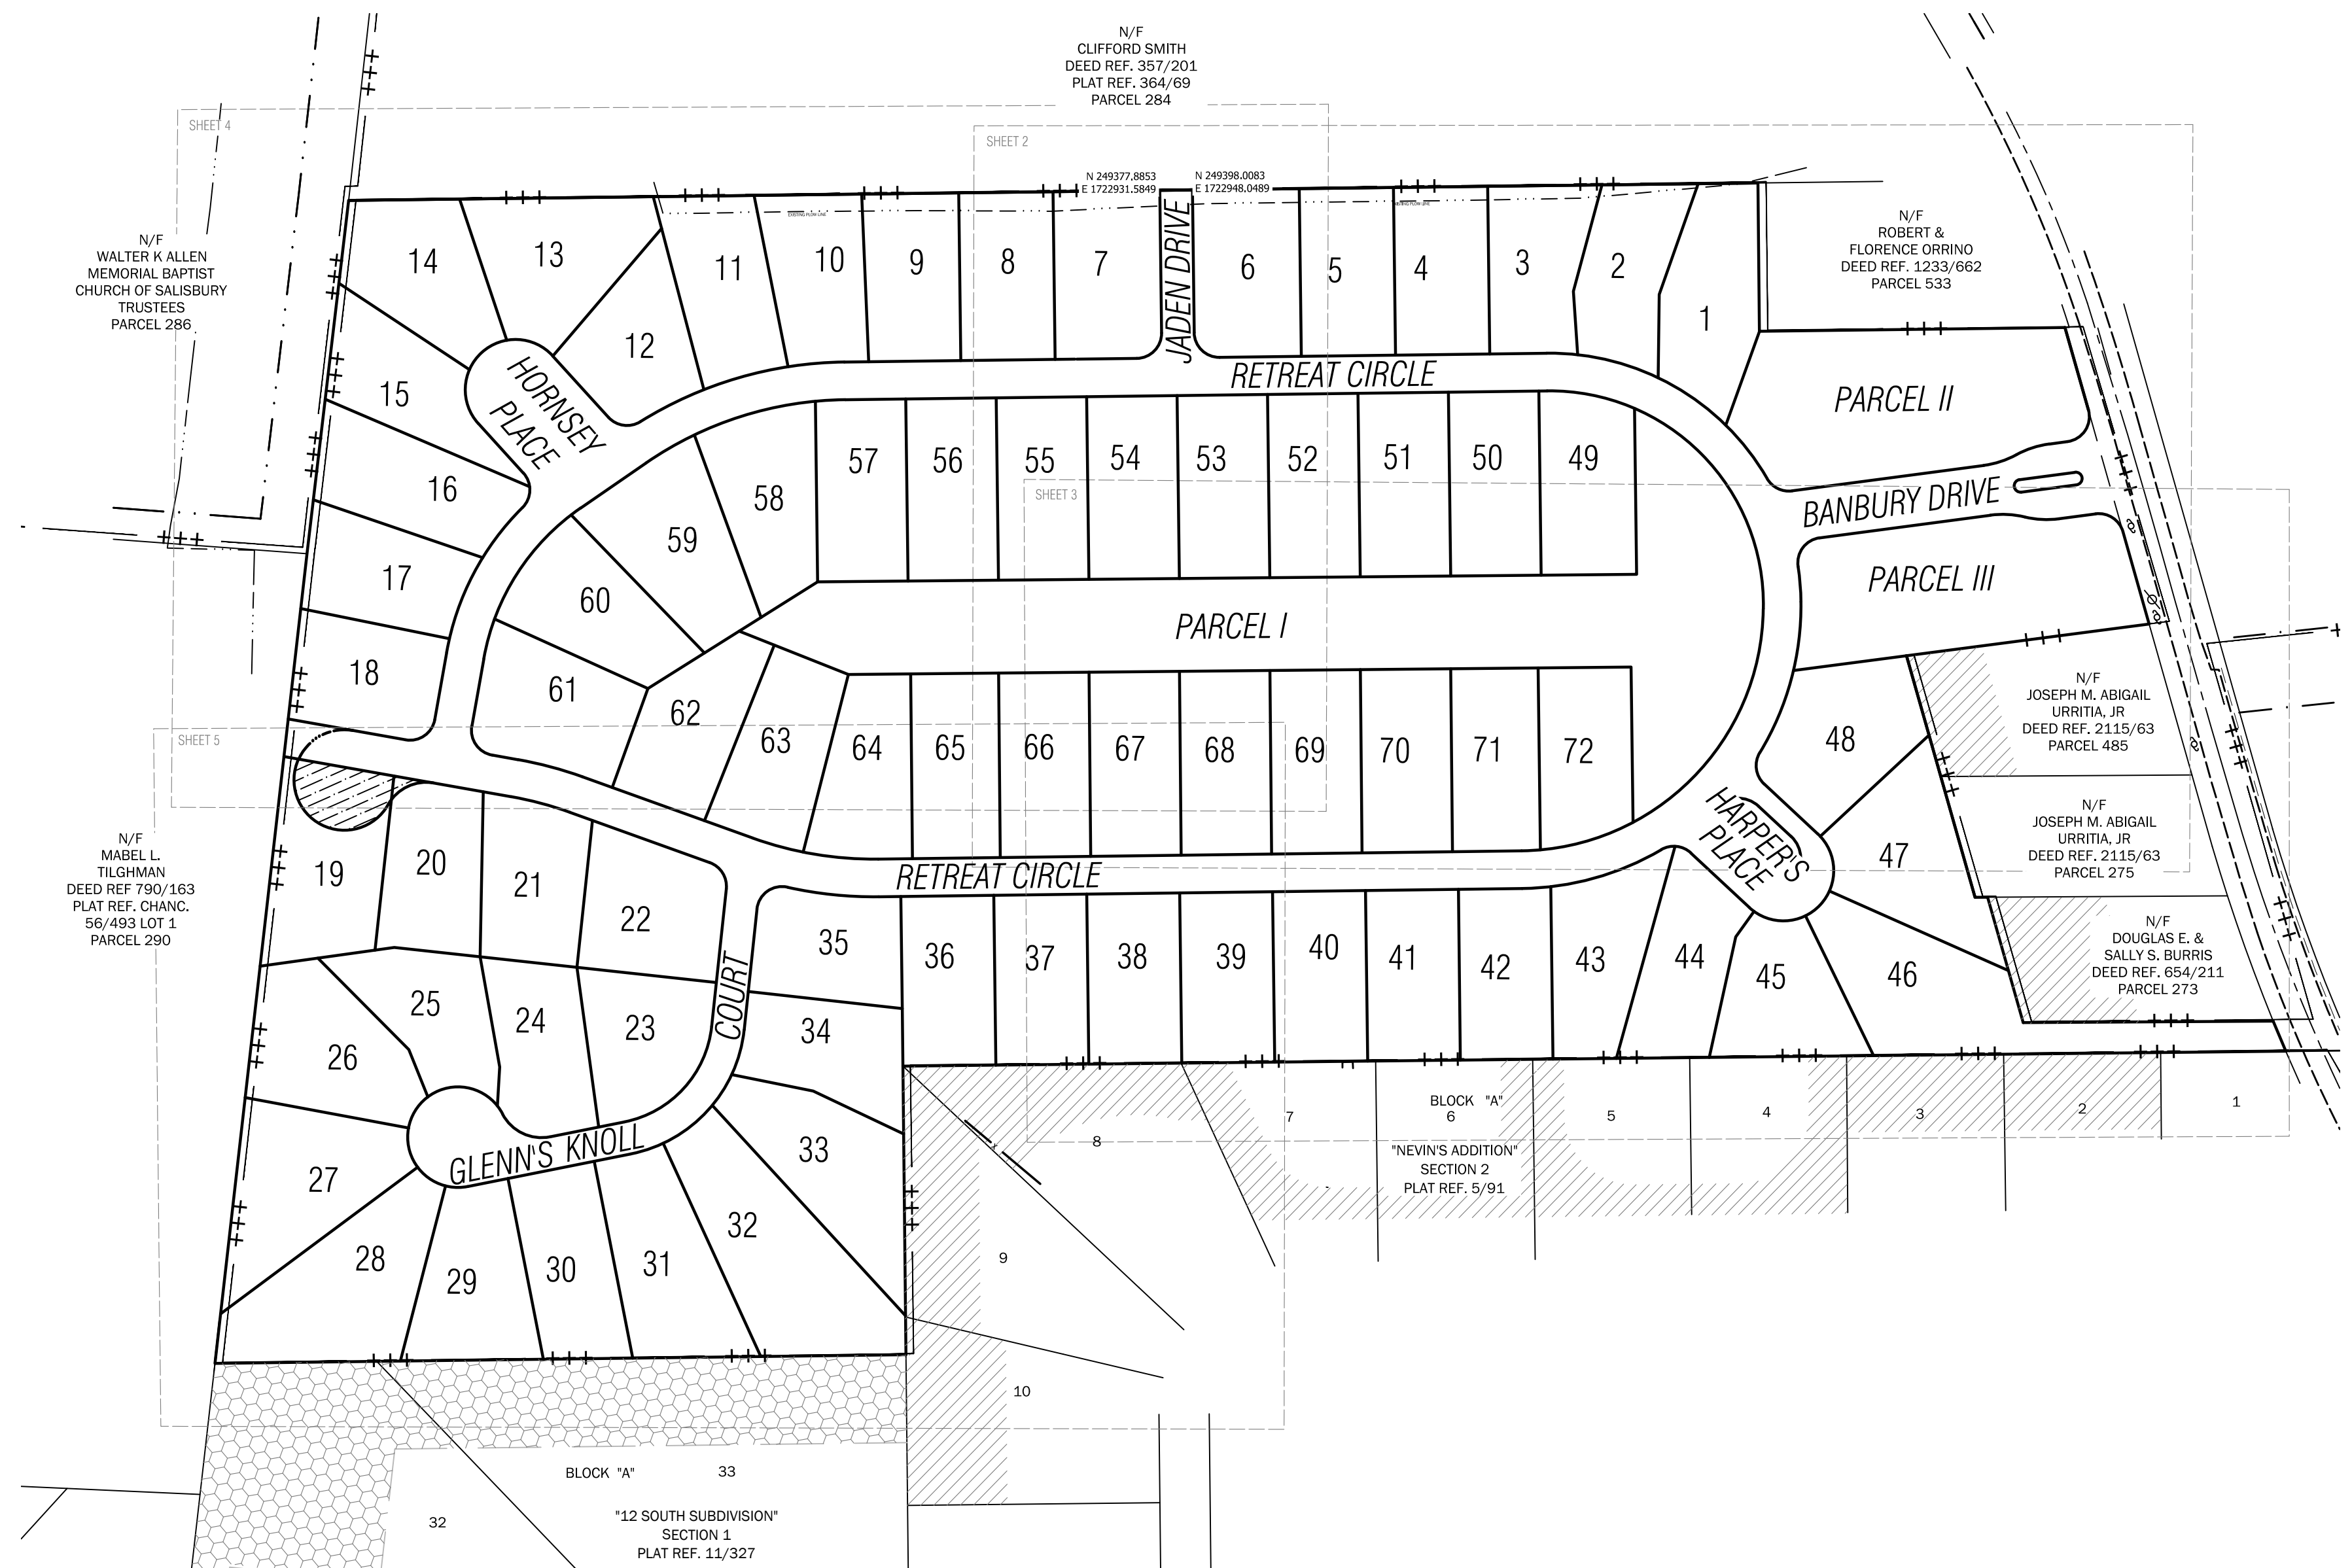 N/F
CLIFFORD SMITH
DEED REF. 357/201
PLAT REF. 364/69
PARCEL 284
SHEET 4
SHEET 2
N 249377.8853
E 1722931.5849
N 249398.0083
E 1722948.0489
EXISTING FLOW LINE
EXISTING FLOW LINE
N/F
WALTER K ALLEN
MEMORIAL BAPTIST
CHURCH OF SALISBURY
TRUSTEES
PARCEL 286
N/F
ROBERT &
FLORENCE ORRINO
DEED REF. 1233/662
PARCEL 533
14
13
12
11
10
9
8
7
JADEN DRIVE
6
5
4
3
2
1
HORNSEY
PLACE
RETREAT CIRCLE
PARCEL II
15
16
17
18
57
56
55
54
53
52
51
50
49
58
59
60
61
SHEET 3
BANBURY DRIVE
PARCEL III
PARCEL I
N/F
JOSEPH M. ABIGAIL
URRITIA, JR
DEED REF. 2115/63
PARCEL 485
SHEET 5
62
63
64
65
66
67
68
69
70
71
72
48
47
HARPER'S
PLACE
N/F
JOSEPH M. ABIGAIL
URRITIA, JR
DEED REF. 2115/63
PARCEL 275
N/F
MABEL L.
TILGHMAN
DEED REF 790/163
PLAT REF. CHANC.
56/493 LOT 1
PARCEL 290
19
20
21
22
RETREAT CIRCLE
35
36
37
38
39
40
41
42
43
44
45
46
N/F
DOUGLAS E. &
SALLY S. BURRIS
DEED REF. 654/211
PARCEL 273
25
24
23
COURT
34
26
27
GLENN'S KNOLL
33
28
29
30
31
32
8
7
BLOCK "A"
6
5
4
3
2
1
"NEVIN'S ADDITION"
SECTION 2
PLAT REF. 5/91
9
10
BLOCK "A"
33
32
"12 SOUTH SUBDIVISION"
SECTION 1
PLAT REF. 11/327